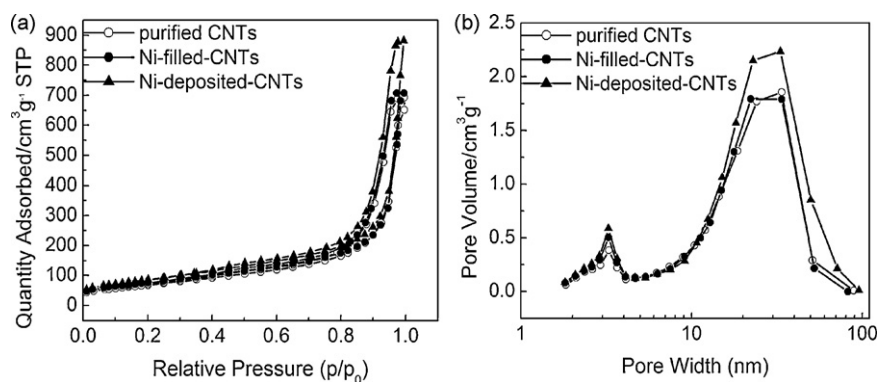 (a)
purified CNTs
Ni-filled-CNTs
Ni-deposited-CNTs
Quantity Adsorbed/cm³g⁻¹ STP
900
800
700
600
500
400
300
200
100
0
0.0 0.2 0.4 0.6 0.8 1.0
Relative Pressure (p/p₀)
(b)
purified CNTs
Ni-filled-CNTs
Ni-deposited-CNTs
Pore Volume/cm³g⁻¹
2.5
2.0
1.5
1.0
0.5
0.0
1 10 100
Pore Width (nm)